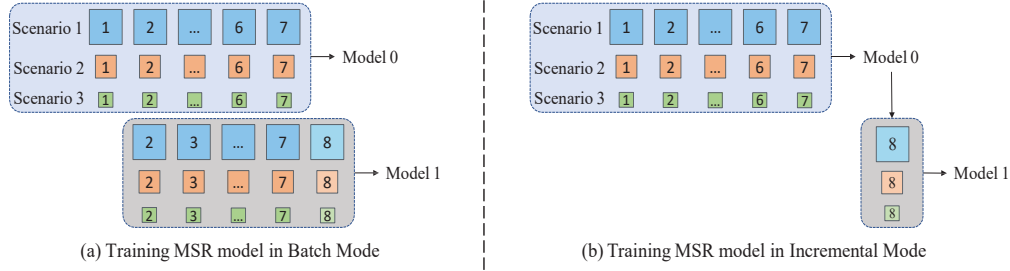 Scenario 1 1 2 ... 6 7
Scenario 2 1 2 ... 6 7
Scenario 3 1 2 ... 6 7
Model 0
2 3 ... 7 8
2 3 ... 7 8
2 3 ... 7 8
Model 1
(a) Training MSR model in Batch Mode
Scenario 1 1 2 ... 6 7
Scenario 2 1 2 ... 6 7
Scenario 3 1 2 ... 6 7
Model 0
8
8
8
Model 1
(b) Training MSR model in Incremental Mode